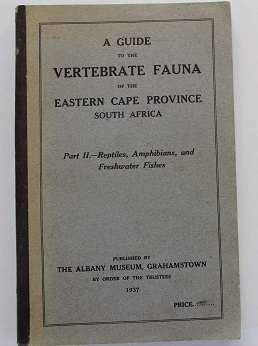 A GUIDE
TO THE
VERTEBRATE FAUNA
OF THE
EASTERN CAPE PROVINCE
SOUTH AFRICA
Part II.—Reptiles, Amphibians, and
Freshwater Fishes
PUBLISHED BY
THE ALBANY MUSEUM, GRAHAMSTOWN
BY ORDER OF THE TRUSTEES
1937
PRICE